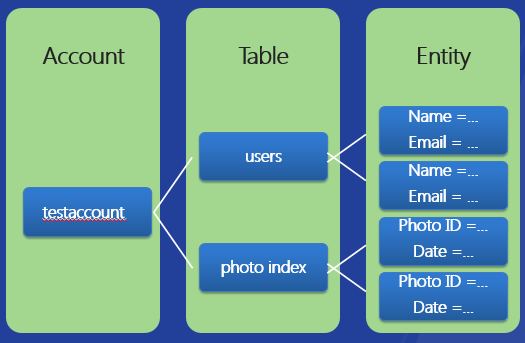 Account
testaccount
Table
users
photo index
Entity
Name =...
Email = ...
Name =...
Email = ...
Photo ID =...
Date =...
Photo ID =...
Date =...